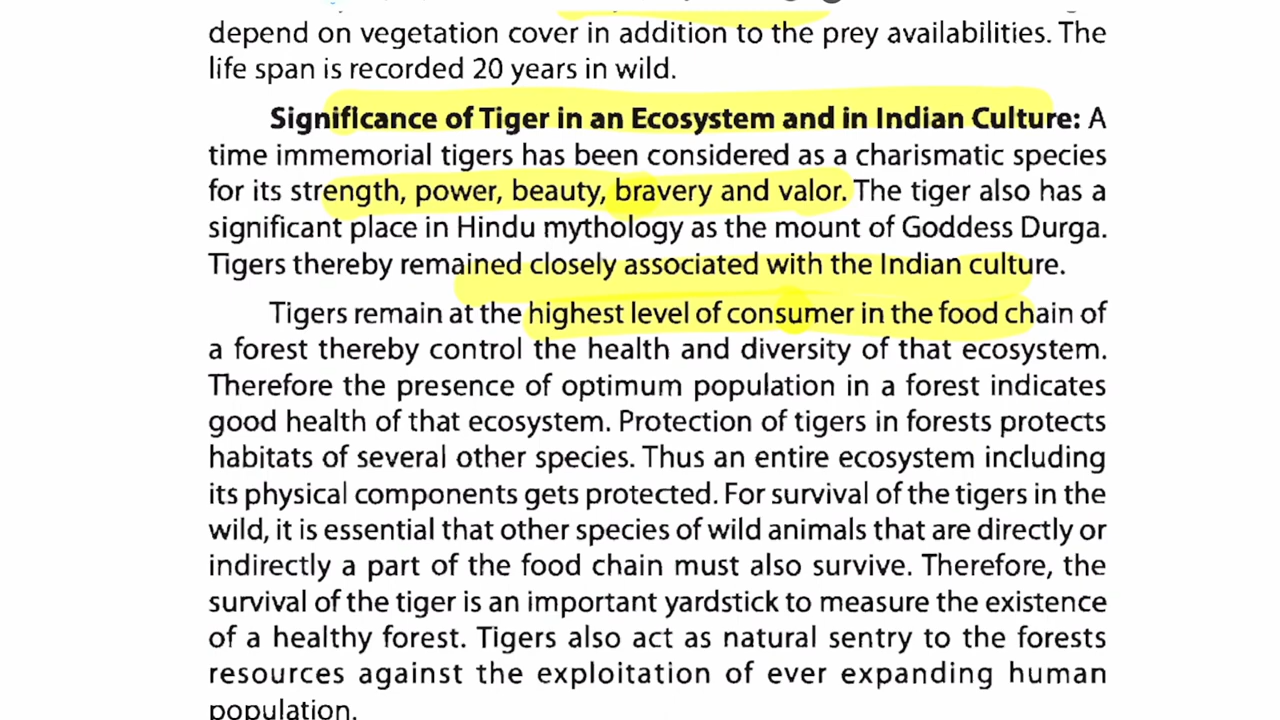 depend on vegetation cover in addition to the prey availabilities. The
life span is recorded 20 years in wild.
Significance of Tiger in an Ecosystem and in Indian Culture: A
time immemorial tigers has been considered as a charismatic species
for its strength, power, beauty, bravery and valor. The tiger also has a
significant place in Hindu mythology as the mount of Goddess Durga.
Tigers thereby remained closely associated with the Indian culture.
Tigers remain at the highest level of consumer in the food chain of
a forest thereby control the health and diversity of that ecosystem.
Therefore the presence of optimum population in a forest indicates
good health of that ecosystem. Protection of tigers in forests protects
habitats of several other species. Thus an entire ecosystem including
its physical components gets protected. For survival of the tigers in the
wild, it is essential that other species of wild animals that are directly or
indirectly a part of the food chain must also survive. Therefore, the
survival of the tiger is an important yardstick to measure the existence
of a healthy forest. Tigers also act as natural sentry to the forests
resources against the exploitation of ever expanding human
population.